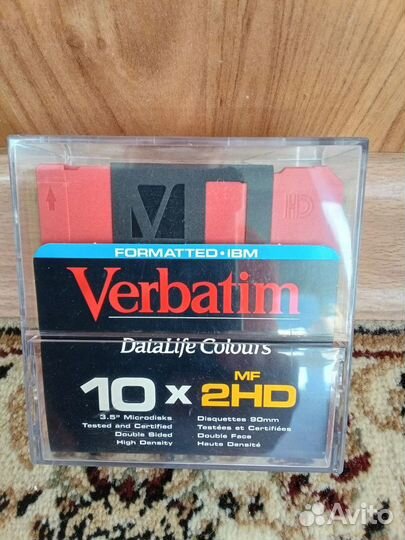 HD
FORMATTED•IBM
Verbatim
DataLife Colours
10 x MF 2HD
3.5" Microdisks
Tested and Certified
Double Sided
High Density
Disquettes 90mm
Testées et Certifiées
Double Face
Haute Densité
Avito